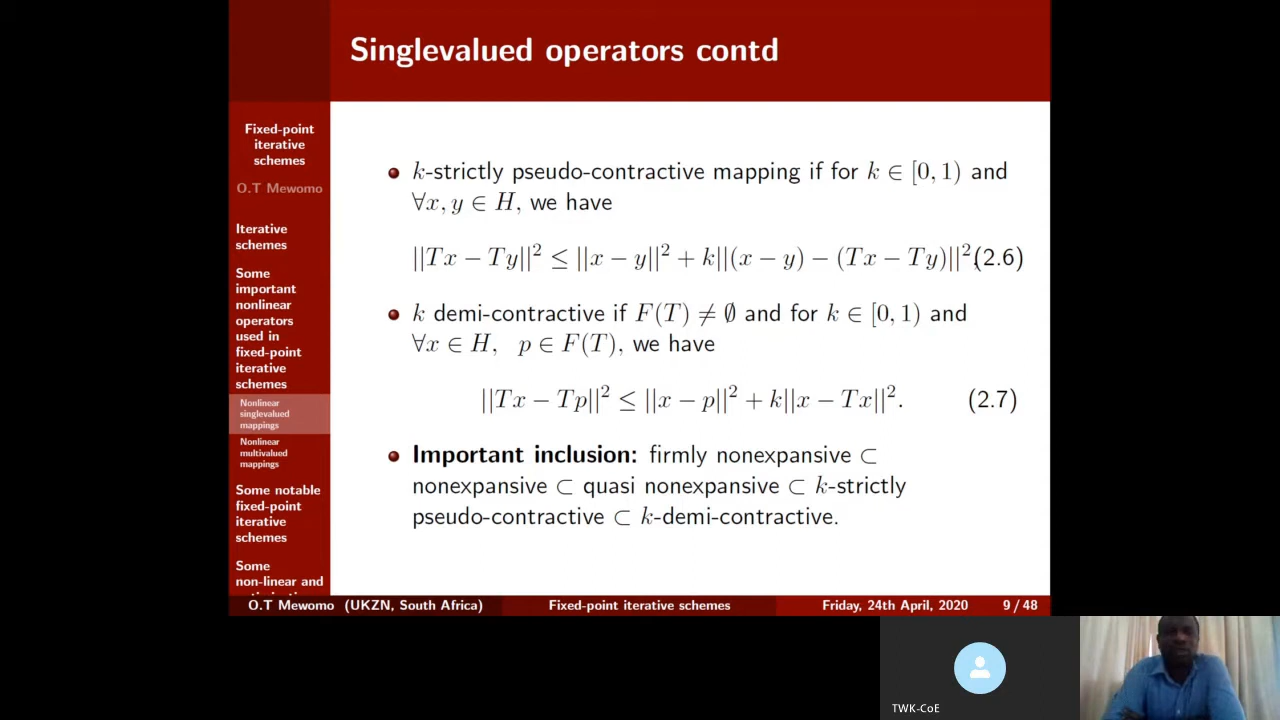 Singlevalued operators contd
Fixed-point
iterative
schemes
O.T Mewomo
Iterative
schemes
Some
important
nonlinear
operators
used in
fixed-point
iterative
schemes
Nonlinear
singlevalued
mappings
Nonlinear
multivalued
mappings
Some notable
fixed-point
iterative
schemes
Some
non-linear and
k-strictly pseudo-contractive mapping if for k ∈ [0, 1) and
∀x, y ∈ H, we have
||Tx − Ty||² ≤ ||x − y||² + k||(x − y) − (Tx − Ty)||² (2.6)
k demi-contractive if F(T) ≠ ∅ and for k ∈ [0, 1) and
∀x ∈ H, p ∈ F(T), we have
||Tx − Tp||² ≤ ||x − p||² + k||x − Tx||². (2.7)
Important inclusion: firmly nonexpansive ⊂
nonexpansive ⊂ quasi nonexpansive ⊂ k-strictly
pseudo-contractive ⊂ k-demi-contractive.
O.T Mewomo (UKZN, South Africa) Fixed-point iterative schemes Friday, 24th April, 2020 9 / 48
TWK-CoE